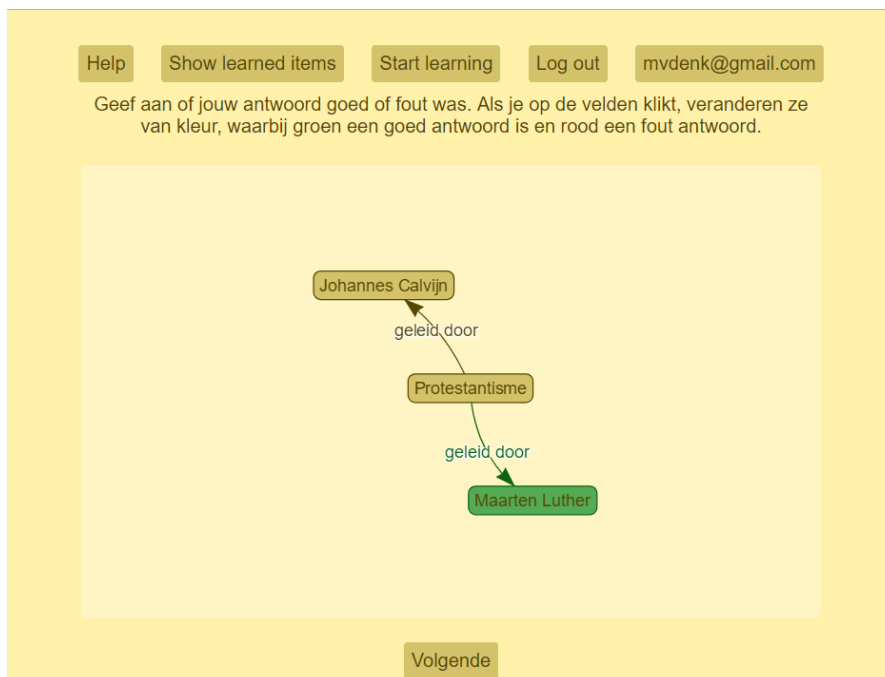 Help Show learned items Start learning Log out mvdenk@gmail.com
Geef aan of jouw antwoord goed of fout was. Als je op de velden klikt, veranderen ze
van kleur, waarbij groen een goed antwoord is en rood een fout antwoord.
Johannes Calvijn
geleid door
Protestantisme
geleid door
Maarten Luther
Volgende